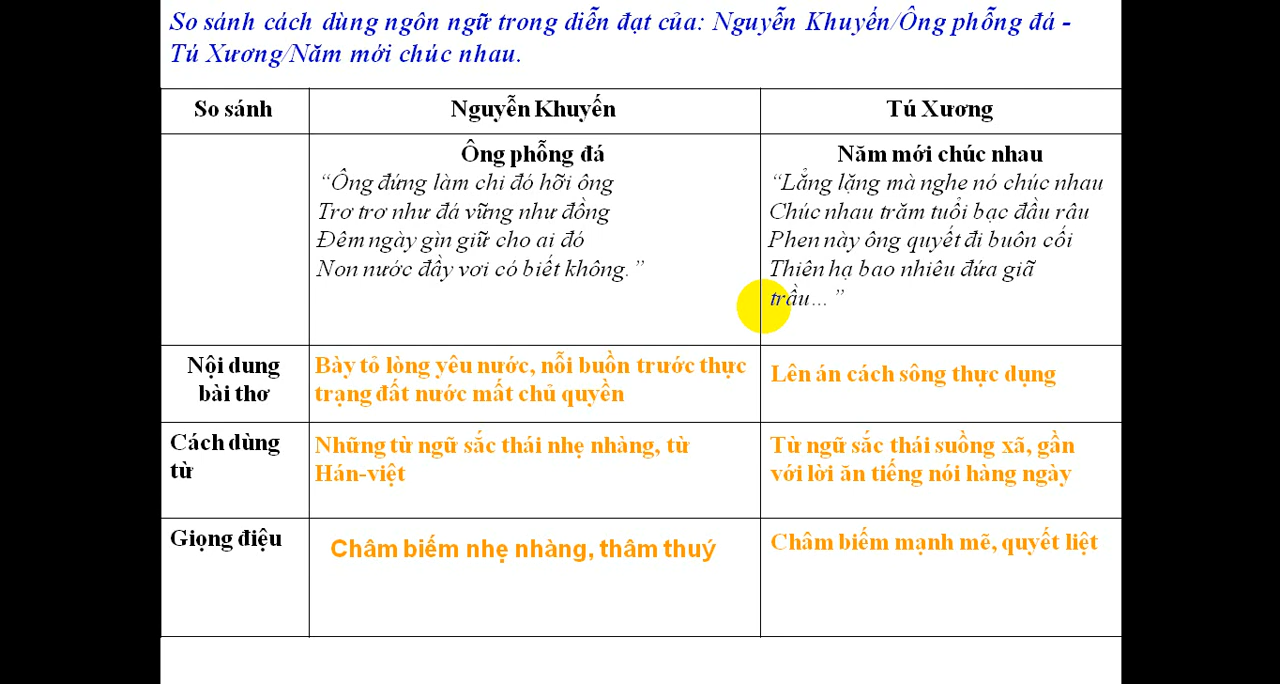 So sánh cách dùng ngôn ngữ trong diễn đạt của: Nguyễn Khuyến/Ông phỗng đá -
Tú Xương/Năm mới chúc nhau.
So sánh
Nguyễn Khuyến
Tú Xương
Ông phỗng đá
“Ông đứng làm chi đó hỡi ông
Trơ trơ như đá vững như đồng
Đêm ngày gìn giữ cho ai đó
Non nước đầy vơi có biết không.”
Năm mới chúc nhau
“Lẳng lặng mà nghe nó chúc nhau
Chúc nhau trăm tuổi bạc đầu râu
Phen này ông quyết đi buôn cối
Thiên hạ bao nhiêu đứa giã
trầu...”
Nội dung
bài thơ
Bày tỏ lòng yêu nước, nỗi buồn trước thực
trạng đất nước mất chủ quyền
Lên án cách sông thực dụng
Cách dùng
từ
Những từ ngữ sắc thái nhẹ nhàng, từ
Hán-việt
Từ ngữ sắc thái suồng xã, gần
với lời ăn tiếng nói hàng ngày
Giọng điệu
Châm biếm nhẹ nhàng, thâm thuý
Châm biếm mạnh mẽ, quyết liệt